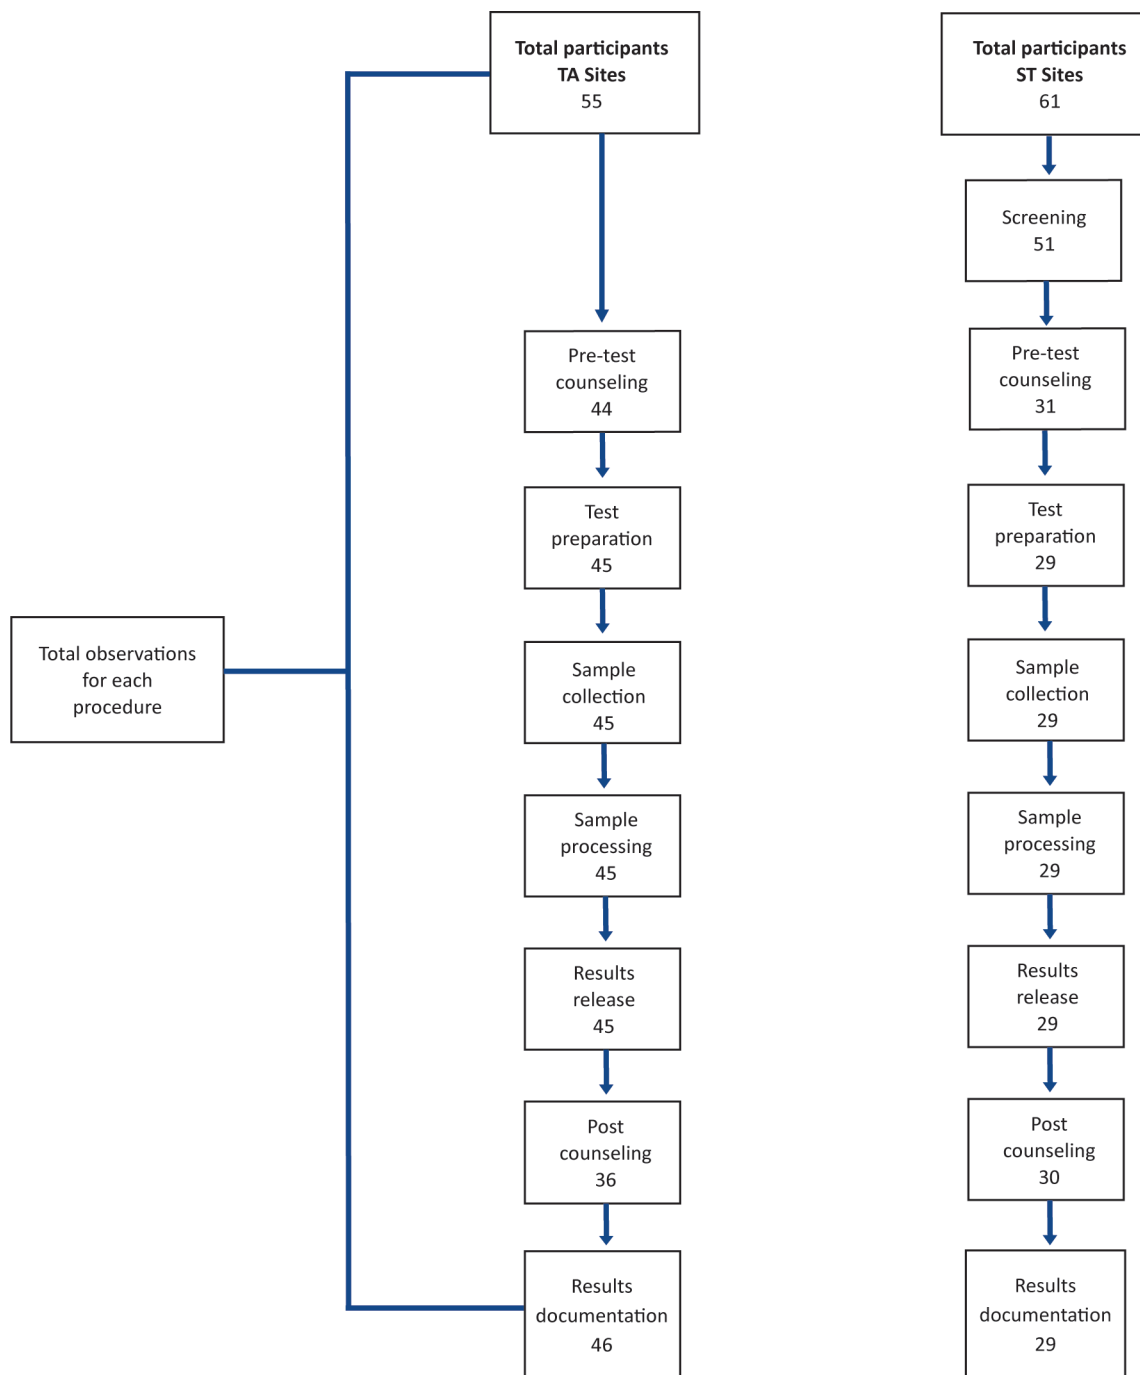 Total participants
TA Sites
55
Total participants
ST Sites
61
Screening
51
Pre-test
counseling
44
Pre-test
counseling
31
Test
preparation
45
Test
preparation
29
Total observations
for each
procedure
Sample
collection
45
Sample
collection
29
Sample
processing
45
Sample
processing
29
Results
release
45
Results
release
29
Post
counseling
36
Post
counseling
30
Results
documentation
46
Results
documentation
29